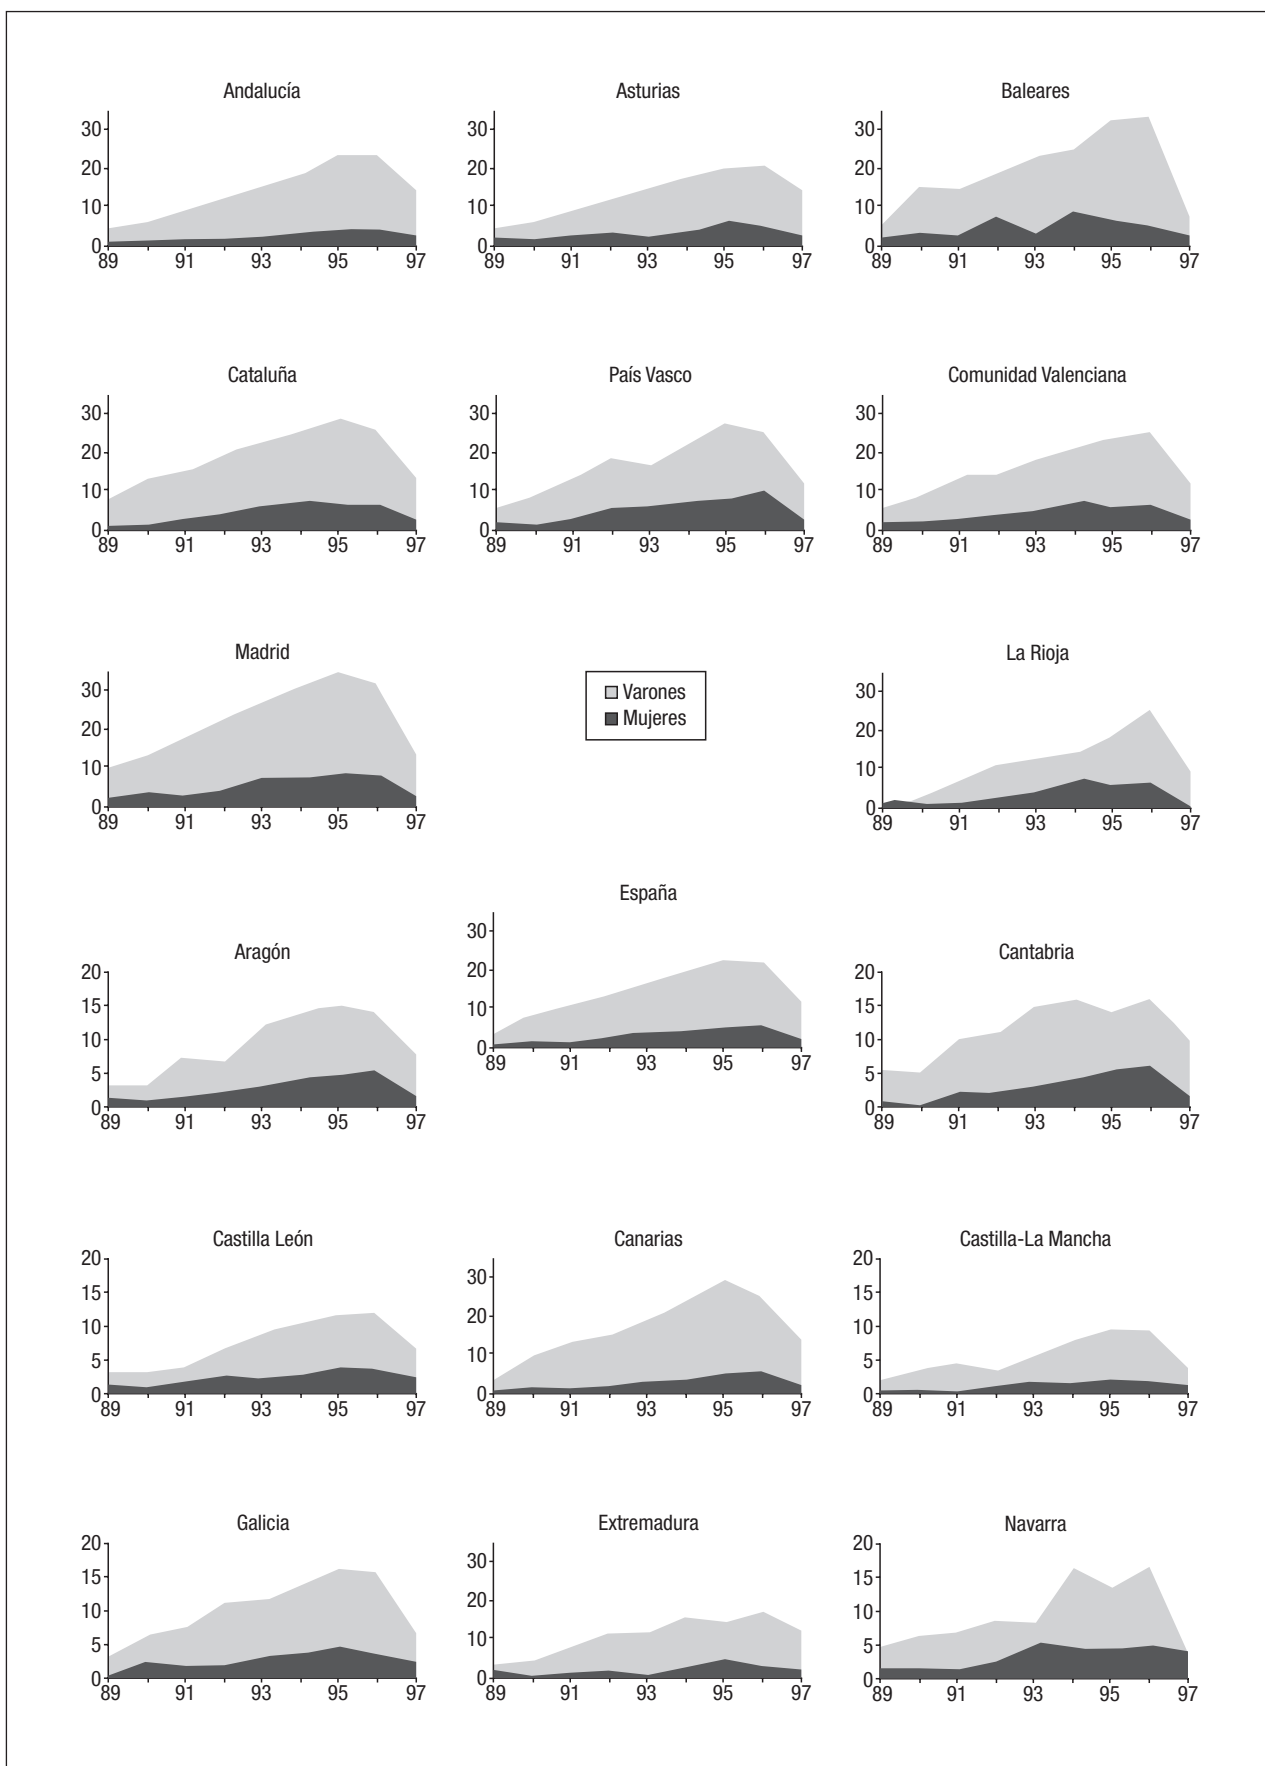 Andalucía
30
20
10
0
89 91 93 95 97
Asturias
30
20
10
0
89 91 93 95 97
Baleares
30
20
10
0
89 91 93 95 97
Cataluña
30
20
10
0
89 91 93 95 97
País Vasco
30
20
10
0
89 91 93 95 97
Comunidad Valenciana
30
20
10
0
89 91 93 95 97
Madrid
30
20
10
0
89 91 93 95 97
Varones
Mujeres
La Rioja
30
20
10
0
89 91 93 95 97
Aragón
20
15
10
5
0
89 91 93 95 97
España
30
20
10
0
89 91 93 95 97
Cantabria
20
15
10
5
0
89 91 93 95 97
Castilla León
20
15
10
5
0
89 91 93 95 97
Canarias
30
20
10
0
89 91 93 95 97
Castilla-La Mancha
20
15
10
5
0
89 91 93 95 97
Galicia
20
15
10
5
0
89 91 93 95 97
Extremadura
30
20
10
0
89 91 93 95 97
Navarra
20
15
10
5
0
89 91 93 95 97